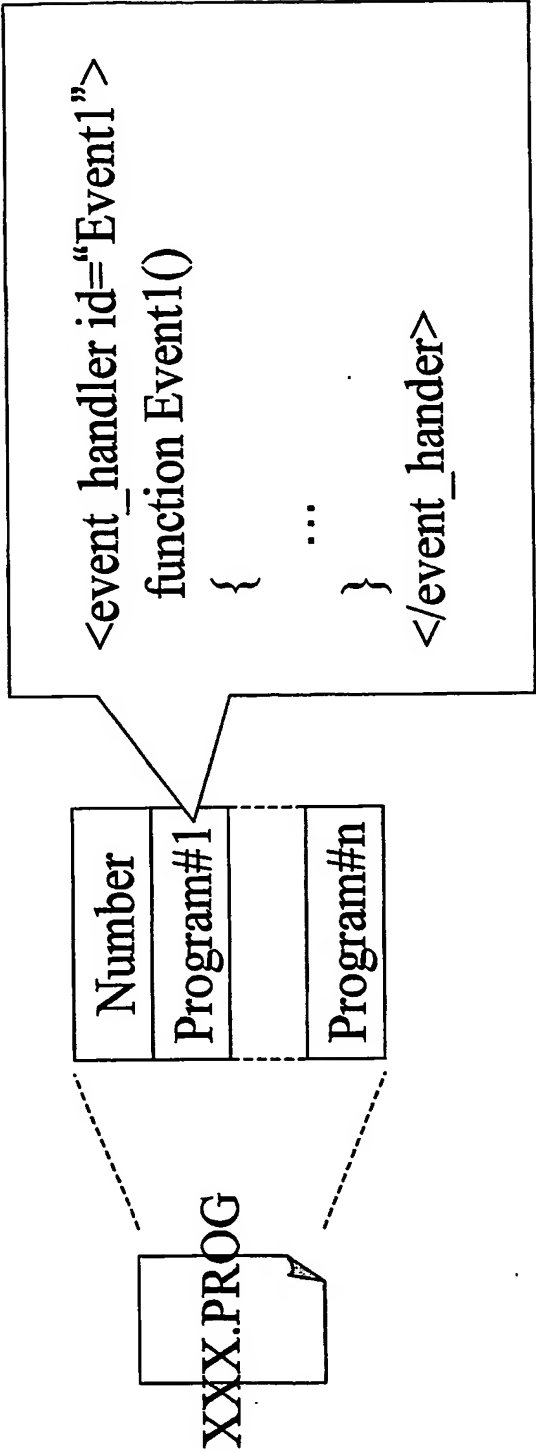 XXX.PROG
Number
Program#1
Program#n
<event_handler id=“Event1”>
function Event1()
{
...
}
</event_hander>